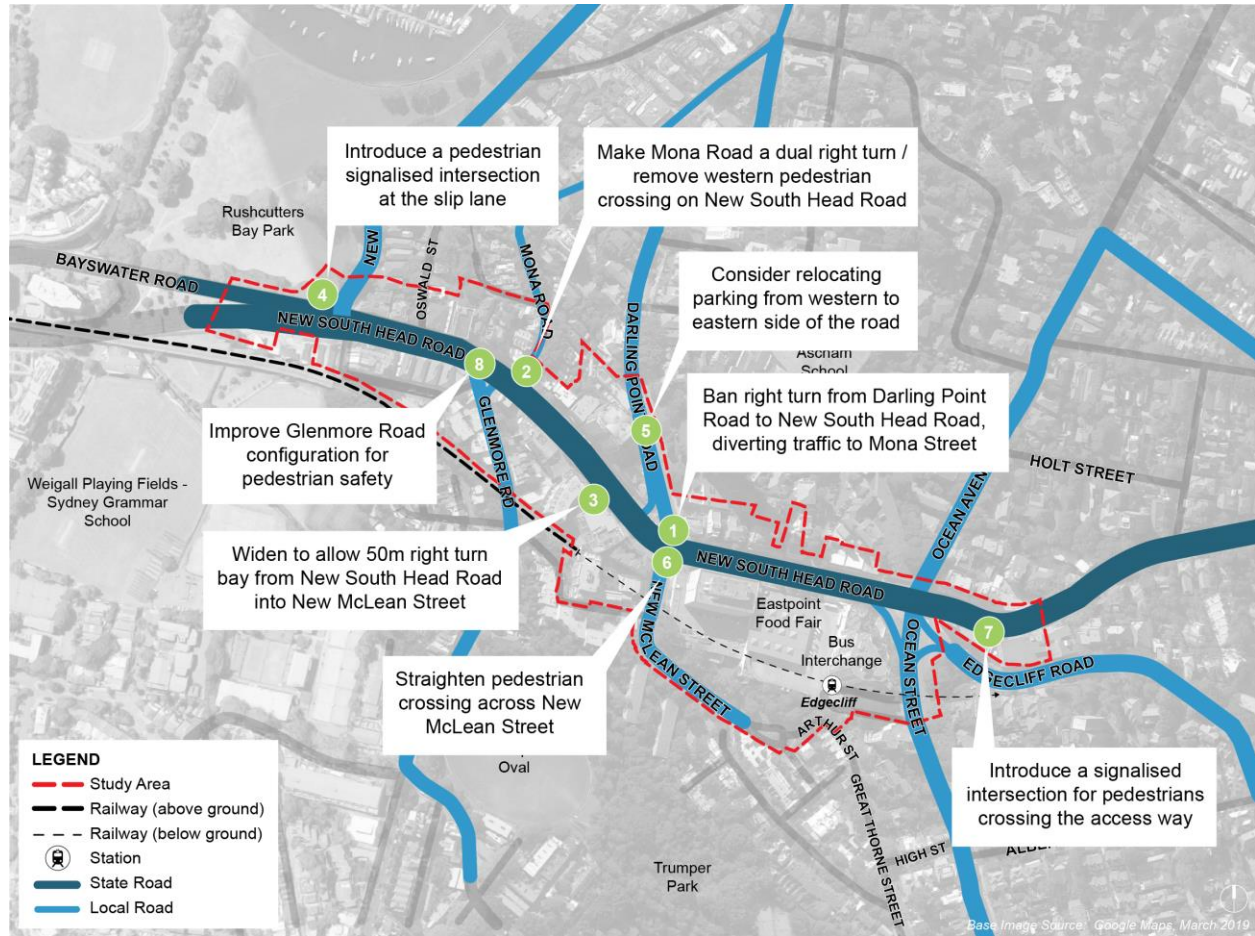 Introduce a pedestrian
signalised intersection
at the slip lane
Make Mona Road a dual right turn /
remove western pedestrian
crossing on New South Head Road
Rushcutters
Bay Park
NEW
OSWALD ST
MONA ROAD
DARLING POINT ROAD
Consider relocating
parking from western to
eastern side of the road
BAYSWATER ROAD
4
NEW SOUTH HEAD ROAD
8
2
Ascham
School
5
Ban right turn from Darling Point
Road to New South Head Road,
diverting traffic to Mona Street
Improve Glenmore Road
configuration for
pedestrian safety
GLENMORE RD
OCEAN AVEN
HOLT STREET
Weigall Playing Fields -
Sydney Grammar
School
3
1
6
Widen to allow 50m right turn
bay from New South Head Road
into New McLean Street
NEW SOUTH HEAD ROAD
Eastpoint
Food Fair
Bus
Interchange
7
NEW MCLEAN STREET
OCEAN STREET
EDGECLIFF ROAD
Edgecliff
Straighten pedestrian
crossing across New
McLean Street
ARTHUR ST
GREAT THORNE STREET
Oval
Introduce a signalised
intersection for pedestrians
crossing the access way
HIGH ST
Trumper
Park
LEGEND
Study Area
Railway (above ground)
Railway (below ground)
Station
State Road
Local Road
Base Image Source: Google Maps, March 2019